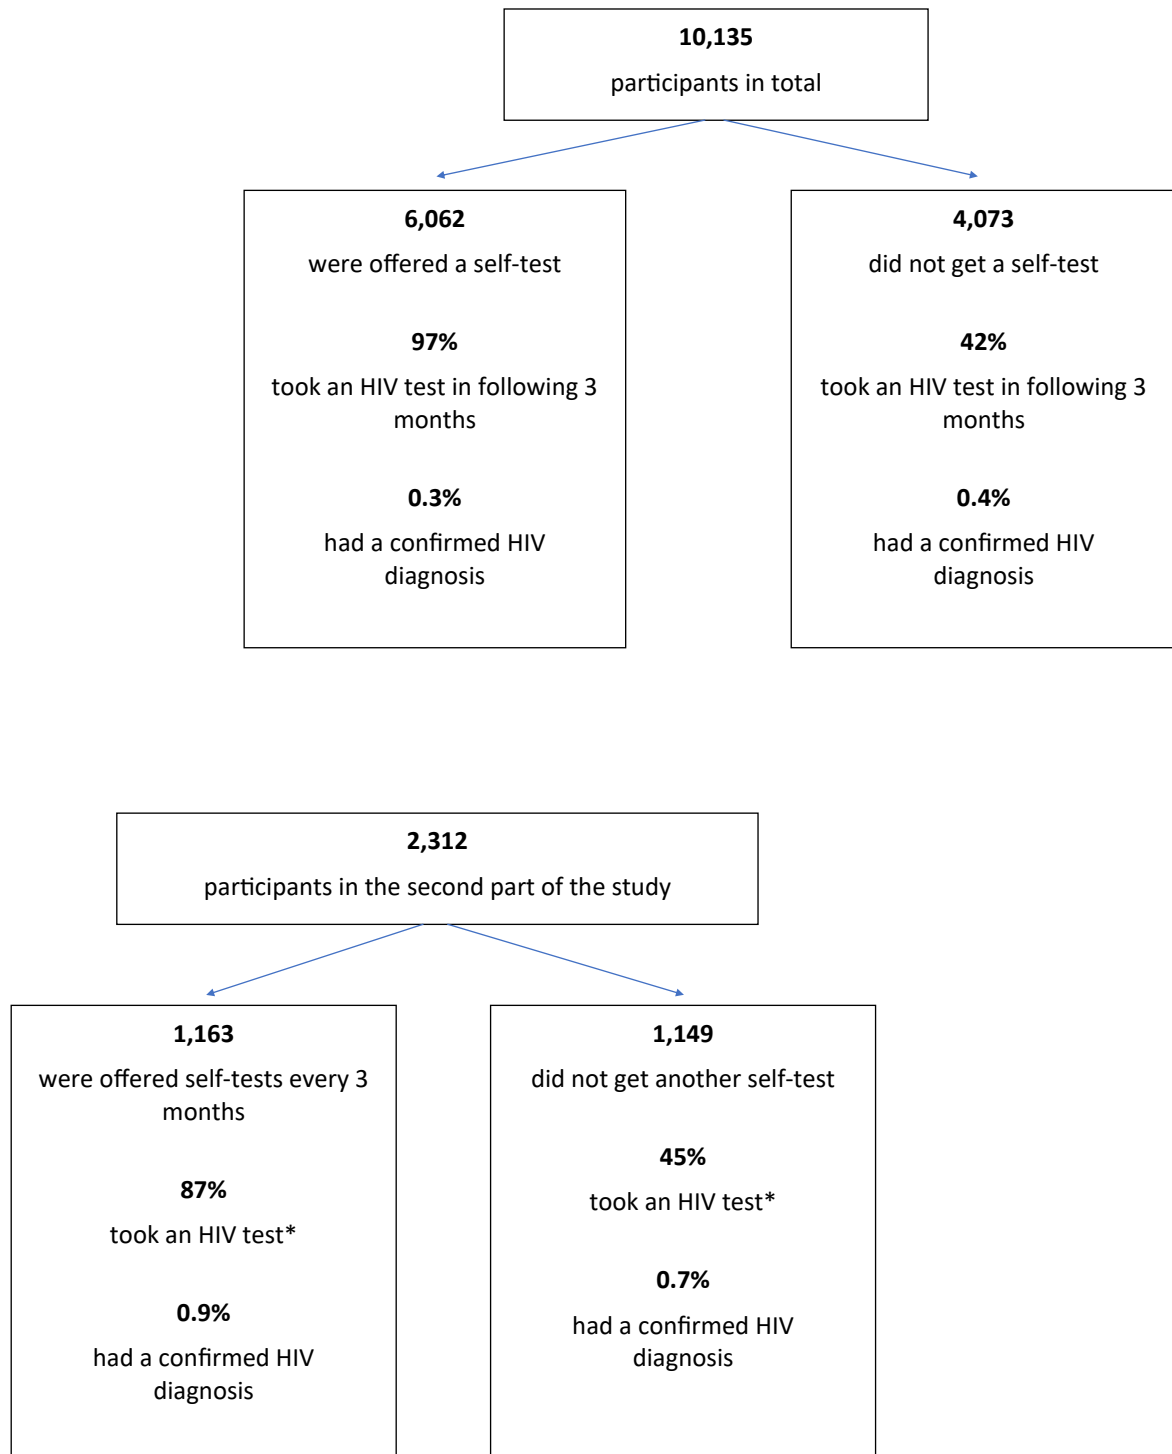 10,135
participants in total
6,062
were offered a self-test
97%
took an HIV test in following 3
months
0.3%
had a confirmed HIV
diagnosis
4,073
did not get a self-test
42%
took an HIV test in following 3
months
0.4%
had a confirmed HIV
diagnosis
2,312
participants in the second part of the study
1,163
were offered self-tests every 3
months
87%
took an HIV test*
0.9%
had a confirmed HIV
diagnosis
1,149
did not get another self-test
45%
took an HIV test*
0.7%
had a confirmed HIV
diagnosis